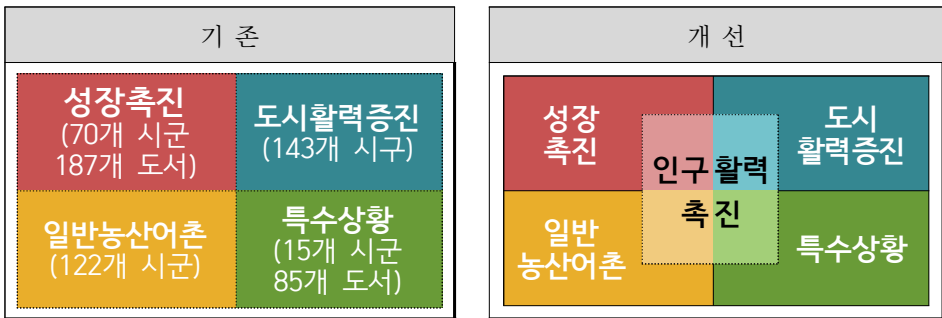 기 존
성장촉진
(70개 시군
187개 도서)
도시활력증진
(143개 시구)
일반농산어촌
(122개 시군)
특수상황
(15개 시군
85개 도서)
개 선
성장
촉진
도시
활력증진
인구 활력
촉 진
일반
농산어촌
특수상황